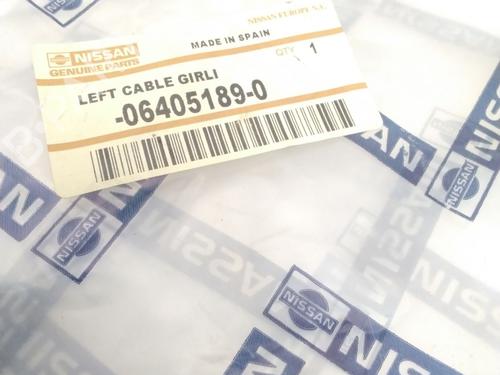 NISSAN EUROPE N.V.
NISSAN
GENUINE PARTS
MADE IN SPAIN
QTY 1
LEFT CABLE GIRLI
-06405189-0
NISSAN
NISSAN
NISSAN
NISSAN